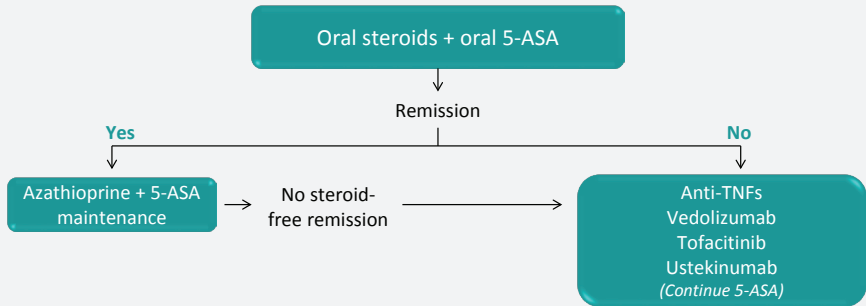 Oral steroids + oral 5-ASA
Remission
Yes
No
Azathioprine + 5-ASA
maintenance
No steroid-
free remission
Anti-TNFs
Vedolizumab
Tofacitinib
Ustekinumab
(Continue 5-ASA)